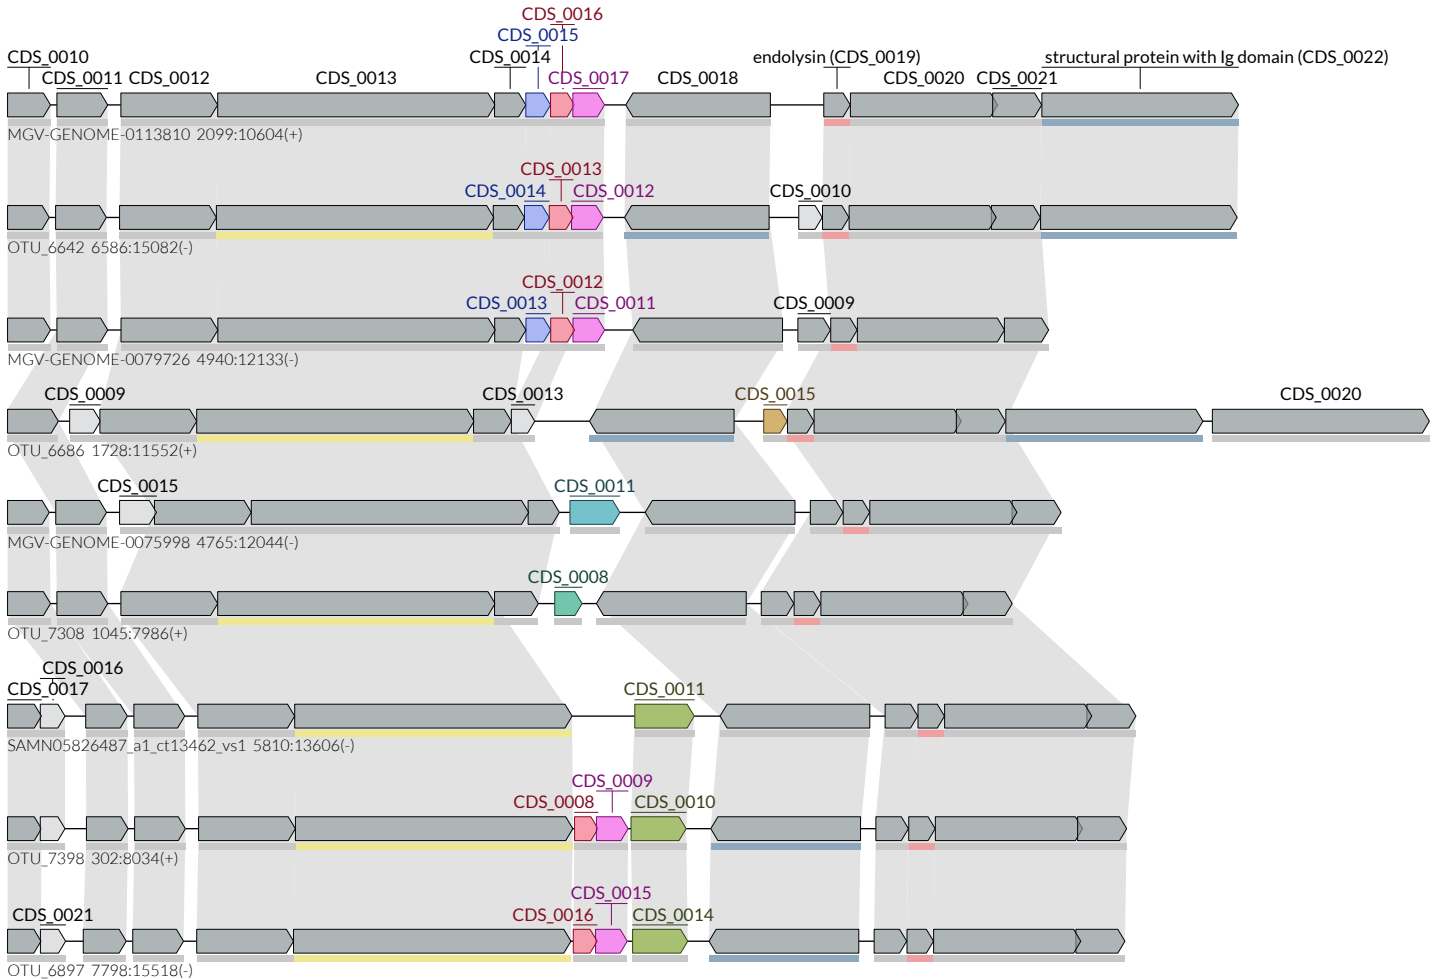 CDS_0016
CDS_0015
CDS_0010 CDS_0014 endolysin (CDS_0019) structural protein with Ig domain (CDS_0022)
CDS_0011 CDS_0012 CDS_0013 CDS_0017 CDS_0018 CDS_0020 CDS_0021
MGV-GENOME-0113810 2099:10604(+)
CDS_0013
CDS_0014 CDS_0012 CDS_0010
OTU_6642 6586:15082(-)
CDS_0012
CDS_0013 CDS_0011 CDS_0009
MGV-GENOME-0079726 4940:12133(-)
CDS_0009 CDS_0013 CDS_0015 CDS_0020
OTU_6686 1728:11552(+)
CDS_0015 CDS_0011
MGV-GENOME-0075998 4765:12044(-)
CDS_0008
OTU_7308 1045:7986(+)
CDS_0016
CDS_0017 CDS_0011
SAMN05826487_a1_ct13462_vs1 5810:13606(-)
CDS_0009
CDS_0008 CDS_0010
OTU_7398 302:8034(+)
CDS_0015
CDS_0021 CDS_0016 CDS_0014
OTU_6897 7798:15518(-)